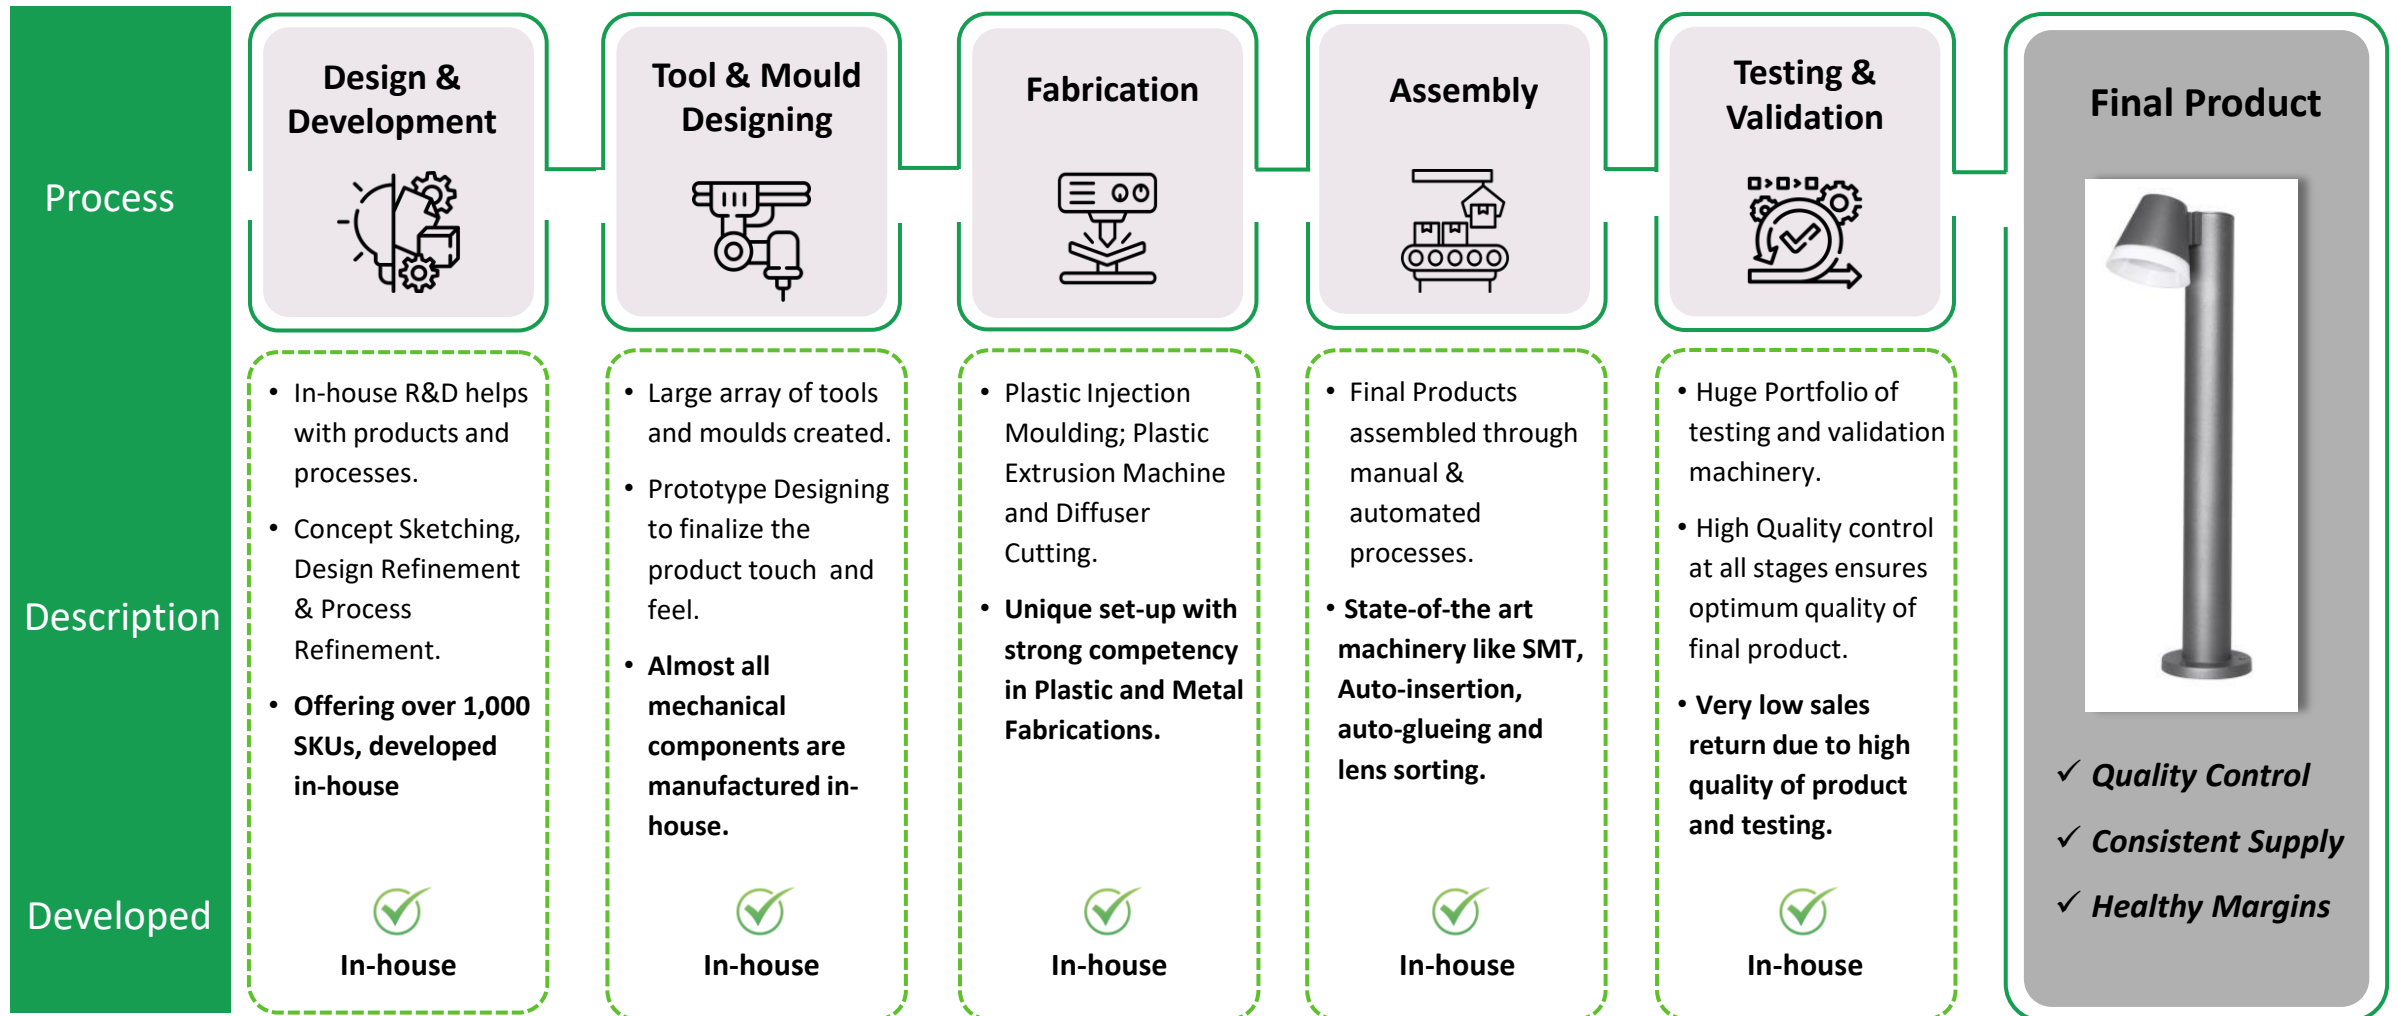 Process
Design &
Development
Tool & Mould
Designing
Fabrication
Assembly
Testing &
Validation
Final Product
Description
• In-house R&D helps
with products and
processes.
• Concept Sketching,
Design Refinement
& Process
Refinement.
• Offering over 1,000
SKUs, developed
in-house
• Large array of tools
and moulds created.
• Prototype Designing
to finalize the
product touch and
feel.
• Almost all
mechanical
components are
manufactured in-
house.
• Plastic Injection
Moulding; Plastic
Extrusion Machine
and Diffuser
Cutting.
• Unique set-up with
strong competency
in Plastic and Metal
Fabrications.
• Final Products
assembled through
manual &
automated
processes.
• State-of-the art
machinery like SMT,
Auto-insertion,
auto-glueing and
lens sorting.
• Huge Portfolio of
testing and validation
machinery.
• High Quality control
at all stages ensures
optimum quality of
final product.
• Very low sales
return due to high
quality of product
and testing.
✓ Quality Control
✓ Consistent Supply
✓ Healthy Margins
Developed
In-house
In-house
In-house
In-house
In-house